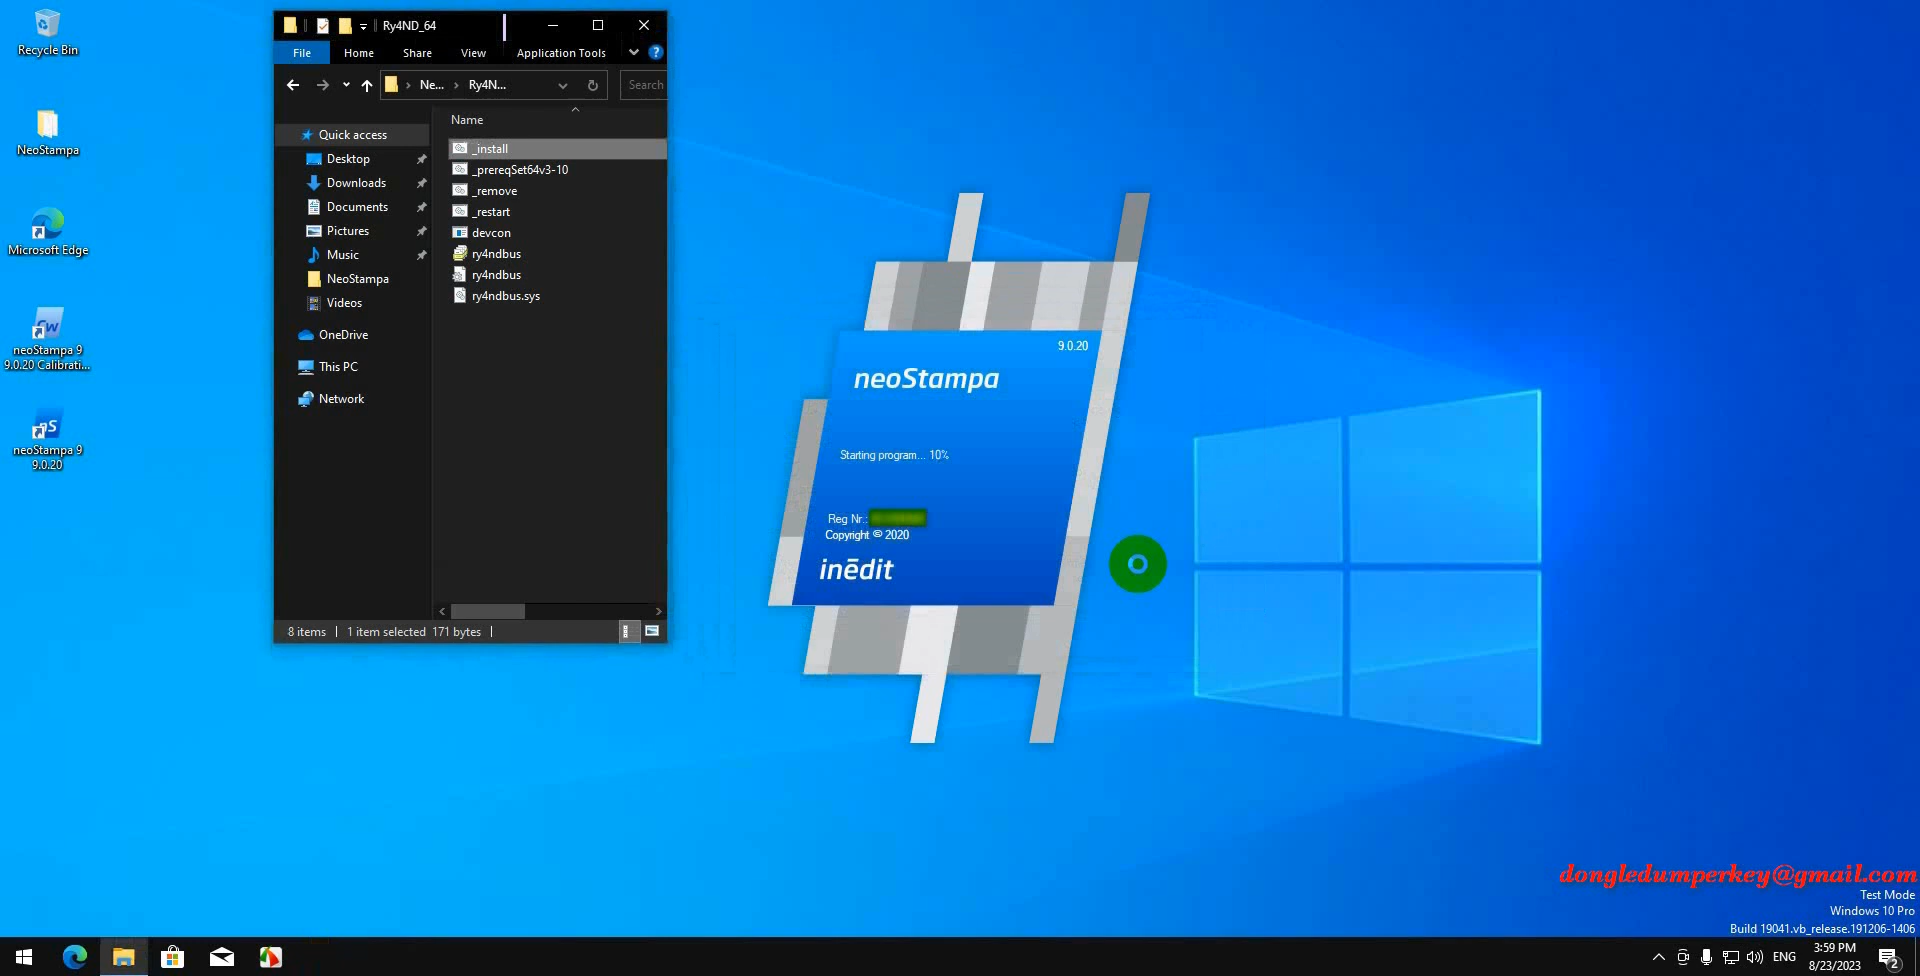 Recycle Bin
NeoStampa
Microsoft Edge
neoStampa 9
9.0.20 Calibrati...
neoStampa 9
9.0.20
Ry4ND_64
File Home Share View Application Tools
Ne... Ry4N...
Search
Name
Quick access
Desktop
Downloads
Documents
Pictures
Music
NeoStampa
Videos
OneDrive
This PC
Network
_install
_prereqSet64v3-10
_remove
_restart
devcon
ry4ndbus
ry4ndbus
ry4ndbus.sys
8 items 1 item selected 171 bytes
9.0.20
neoStampa
Starting program... 10%
Reg Nr.:
Copyright © 2020
inēdit
Cw
nS
dongledumperkey@gmail.com
Test Mode
Windows 10 Pro
Build 19041.vb_release.191206-1406
ENG
3:59 PM
8/23/2023
2